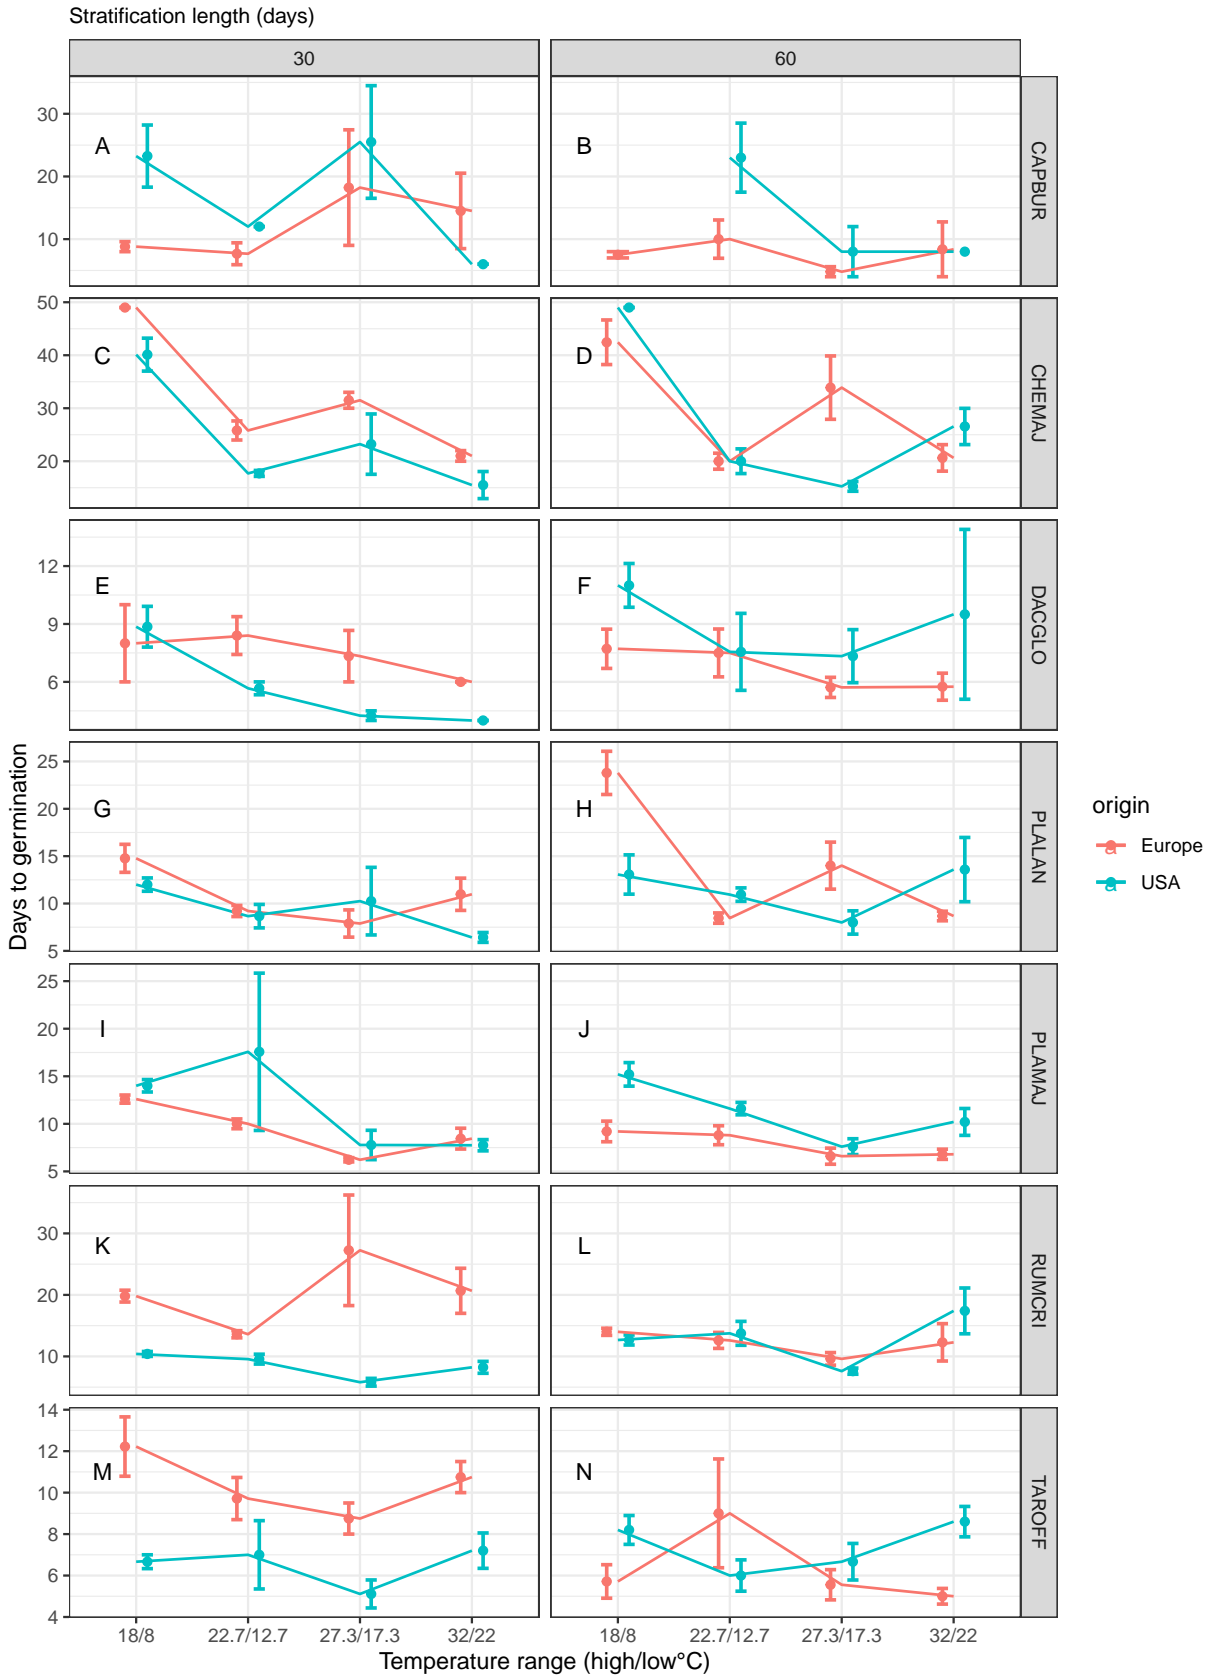 Stratification length (days)
30
60
30
20
10
A
B
CAPBUR
50
40
30
20
C
D
CHEMAJ
12
9
6
E
F
DACGLO
25
20
15
10
5
G
H
PLALAN
25
20
15
10
5
I
J
PLAMAJ
30
20
10
K
L
RUMCRI
14
12
10
8
6
4
M
N
TAROFF
Days to germination
18/8
22.7/12.7
27.3/17.3
32/22
18/8
22.7/12.7
27.3/17.3
32/22
Temperature range (high/low°C)
origin
a Europe
a USA